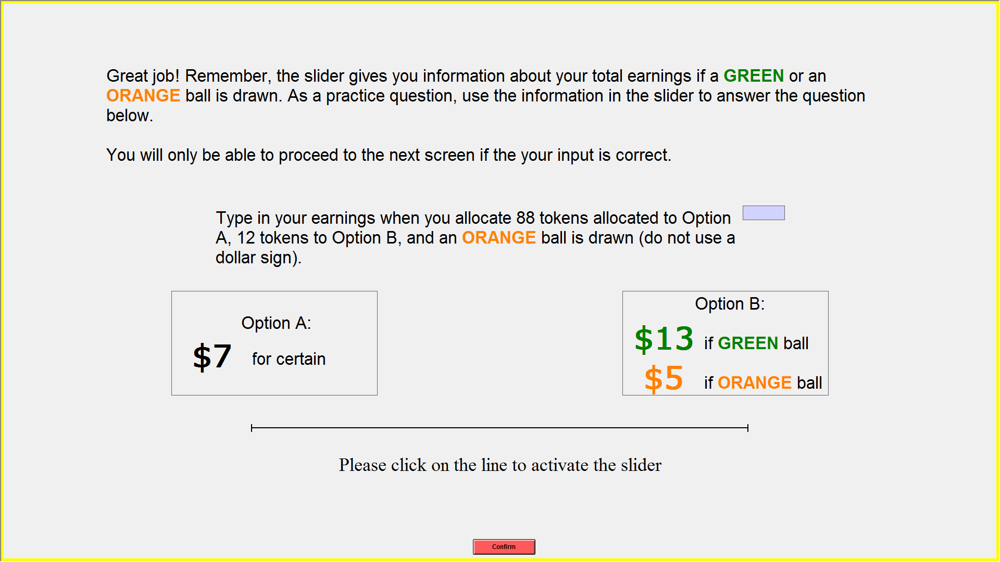 Great job! Remember, the slider gives you information about your total earnings if a GREEN or an
ORANGE ball is drawn. As a practice question, use the information in the slider to answer the question
below.
You will only be able to proceed to the next screen if the your input is correct.
Type in your earnings when you allocate 88 tokens allocated to Option
A, 12 tokens to Option B, and an ORANGE ball is drawn (do not use a
dollar sign).
Option A:
$7 for certain
Option B:
$13 if GREEN ball
$5 if ORANGE ball
Please click on the line to activate the slider
Confirm